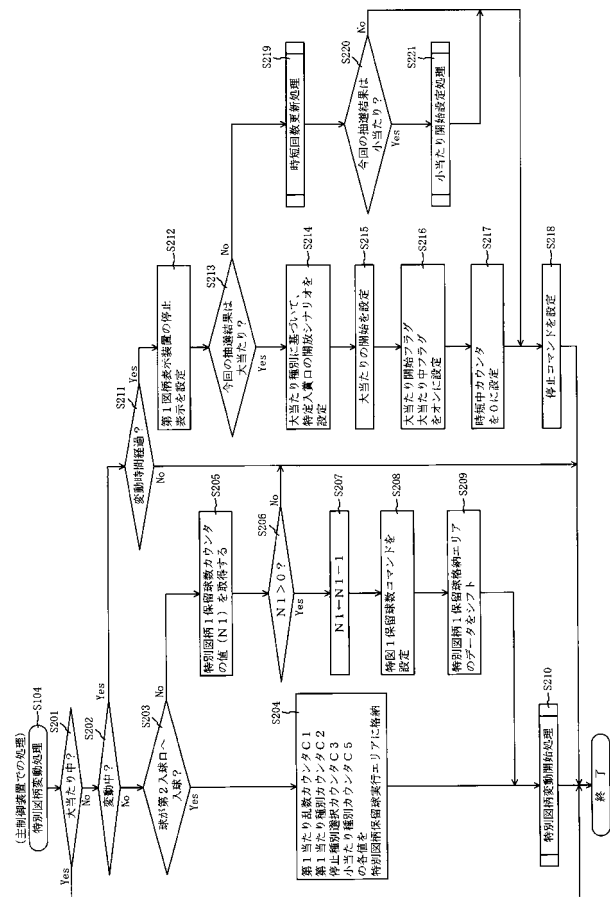 (主制御装置での処理)
特別図柄変動処理
S104
大当たり中?
S201
Yes
No
変動中?
S202
Yes
No
球が第2入球口へ
入球?
S203
No
Yes
S204
第1当たり乱数カウンタC1
第1当たり種別カウンタC2
停止種別選択カウンタC3
小当たり種別カウンタC5
の各値を
特別図柄保留球実行エリアに格納
S205
特別図柄1保留球数カウンタ
の値(N1)を取得する
S206
N1>0?
No
Yes
S207
N1←N1-1
S208
特図1保留球数コマンドを
設定
S209
特別図柄1保留球格納エリア
のデータをシフト
S210
特別図柄変動開始処理
S211
変動時間経過?
Yes
No
S212
第1図柄表示装置の停止
表示を設定
S213
今回の抽選結果は
大当たり?
No
Yes
S214
大当たり種別に基づいて、
特定入賞口の開放シナリオを
設定
S215
大当たりの開始を設定
S216
大当たり開始フラグ
大当たり中フラグ
をオンに設定
S217
時短中カウンタ
を0に設定
S218
停止コマンドを設定
S219
時短回数更新処理
S220
今回の抽選結果は
小当たり?
No
Yes
S221
小当たり開始設定処理
終了